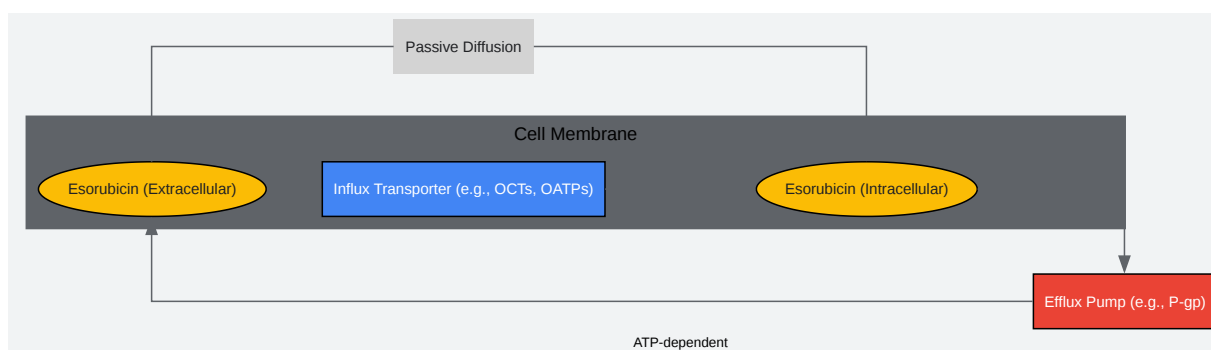 Passive Diffusion
Cell Membrane
Esorubicin (Extracellular)
Influx Transporter (e.g., OCTs, OATPs)
Esorubicin (Intracellular)
Efflux Pump (e.g., P-gp)
ATP-dependent